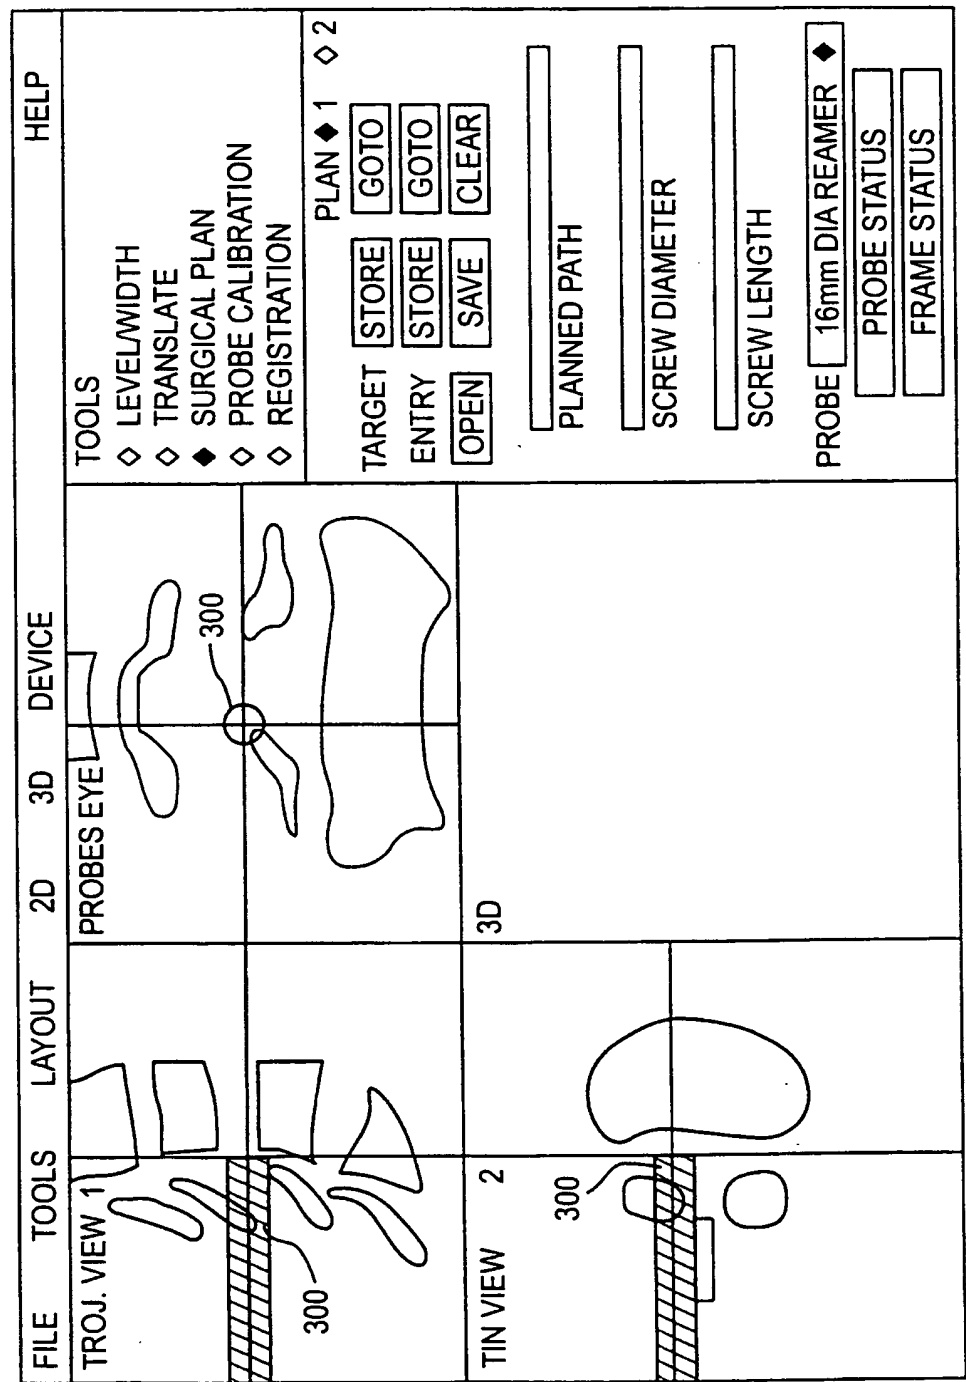 FILE TOOLS LAYOUT 2D 3D DEVICE HELP
TROJ. VIEW 1
300
PROBES EYE
300
TIN VIEW 2
300
3D
TOOLS
◇ LEVEL/WIDTH
◇ TRANSLATE
◆ SURGICAL PLAN
◇ PROBE CALIBRATION
◇ REGISTRATION
PLAN ◆ 1 ◇ 2
TARGET STORE GOTO
ENTRY STORE GOTO
OPEN SAVE CLEAR
PLANNED PATH
SCREW DIAMETER
SCREW LENGTH
PROBE 16mm DIA REAMER ◆
PROBE STATUS
FRAME STATUS